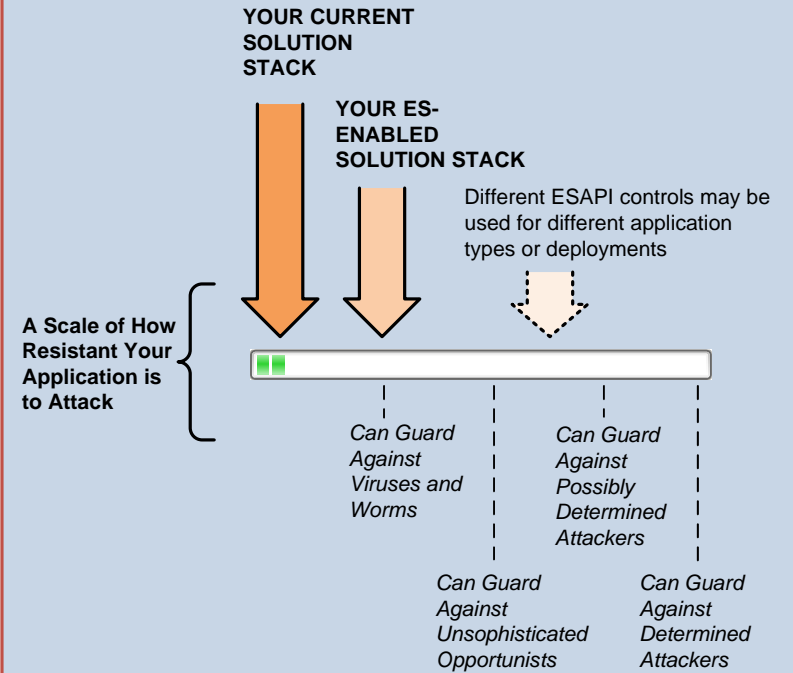 YOUR CURRENT
SOLUTION
STACK
YOUR ES-
ENABLED
SOLUTION STACK
Different ESAPI controls may be
used for different application
types or deployments
A Scale of How
Resistant Your
Application is
to Attack
Can Guard
Against
Viruses and
Worms
Can Guard
Against
Possibly
Determined
Attackers
Can Guard
Against
Unsophisticated
Opportunists
Can Guard
Against
Determined
Attackers